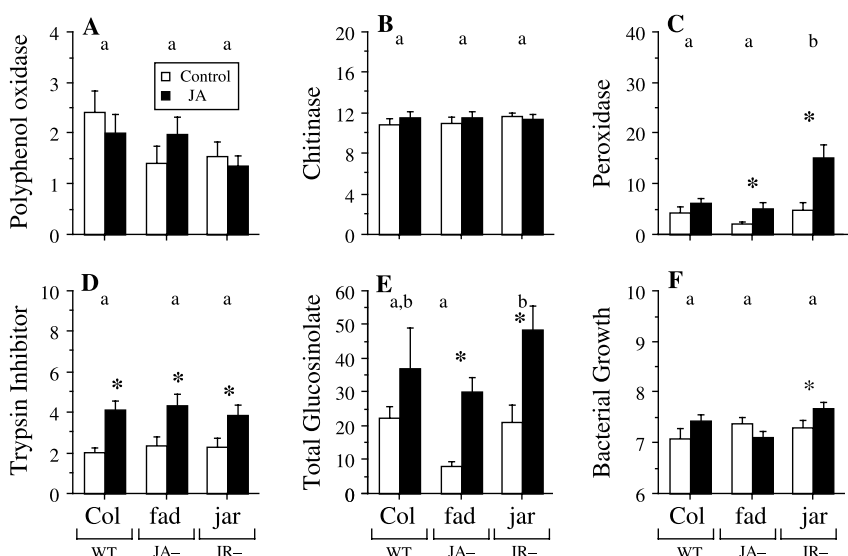 A
a a a
Control
JA
Polyphenol oxidase
4
3
2
1
0
B
a a a
Chitinase
20
16
12
8
4
0
C
a a b
* *
Peroxidase
40
30
20
10
0
D
a a a
* * *
Trypsin Inhibitor
10
8
6
4
2
0
Col fad jar
WT JA– IR–
E
a,b a b
* *
Total Glucosinolate
60
50
40
30
20
10
0
Col fad jar
WT JA– IR–
F
a a a
*
Bacterial Growth
10
9
8
7
6
Col fad jar
WT JA– IR–